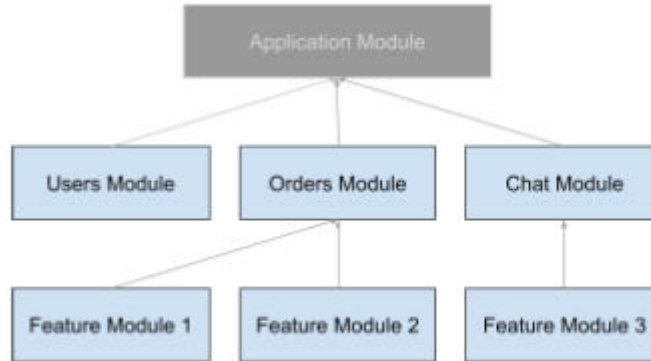 Application Module
Users Module
Orders Module
Chat Module
Feature Module 1
Feature Module 2
Feature Module 3